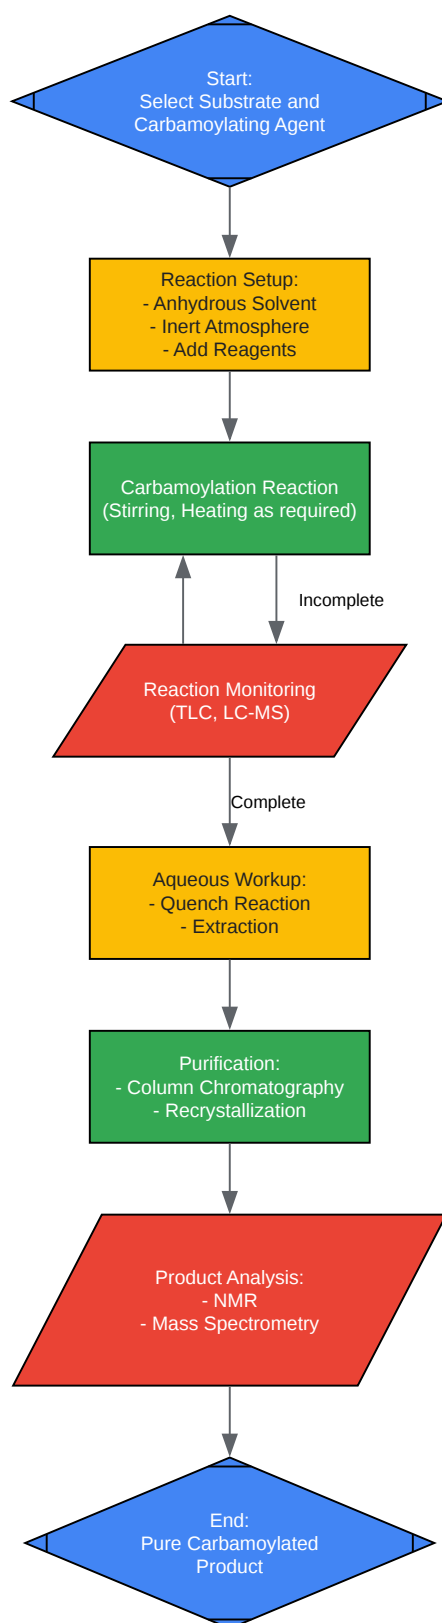 Start:
Select Substrate and
Carbamoylating Agent
Reaction Setup:
- Anhydrous Solvent
- Inert Atmosphere
- Add Reagents
Carbamoylation Reaction
(Stirring, Heating as required)
Incomplete
Reaction Monitoring
(TLC, LC-MS)
Complete
Aqueous Workup:
- Quench Reaction
- Extraction
Purification:
- Column Chromatography
- Recrystallization
Product Analysis:
- NMR
- Mass Spectrometry
End:
Pure Carbamoylated
Product